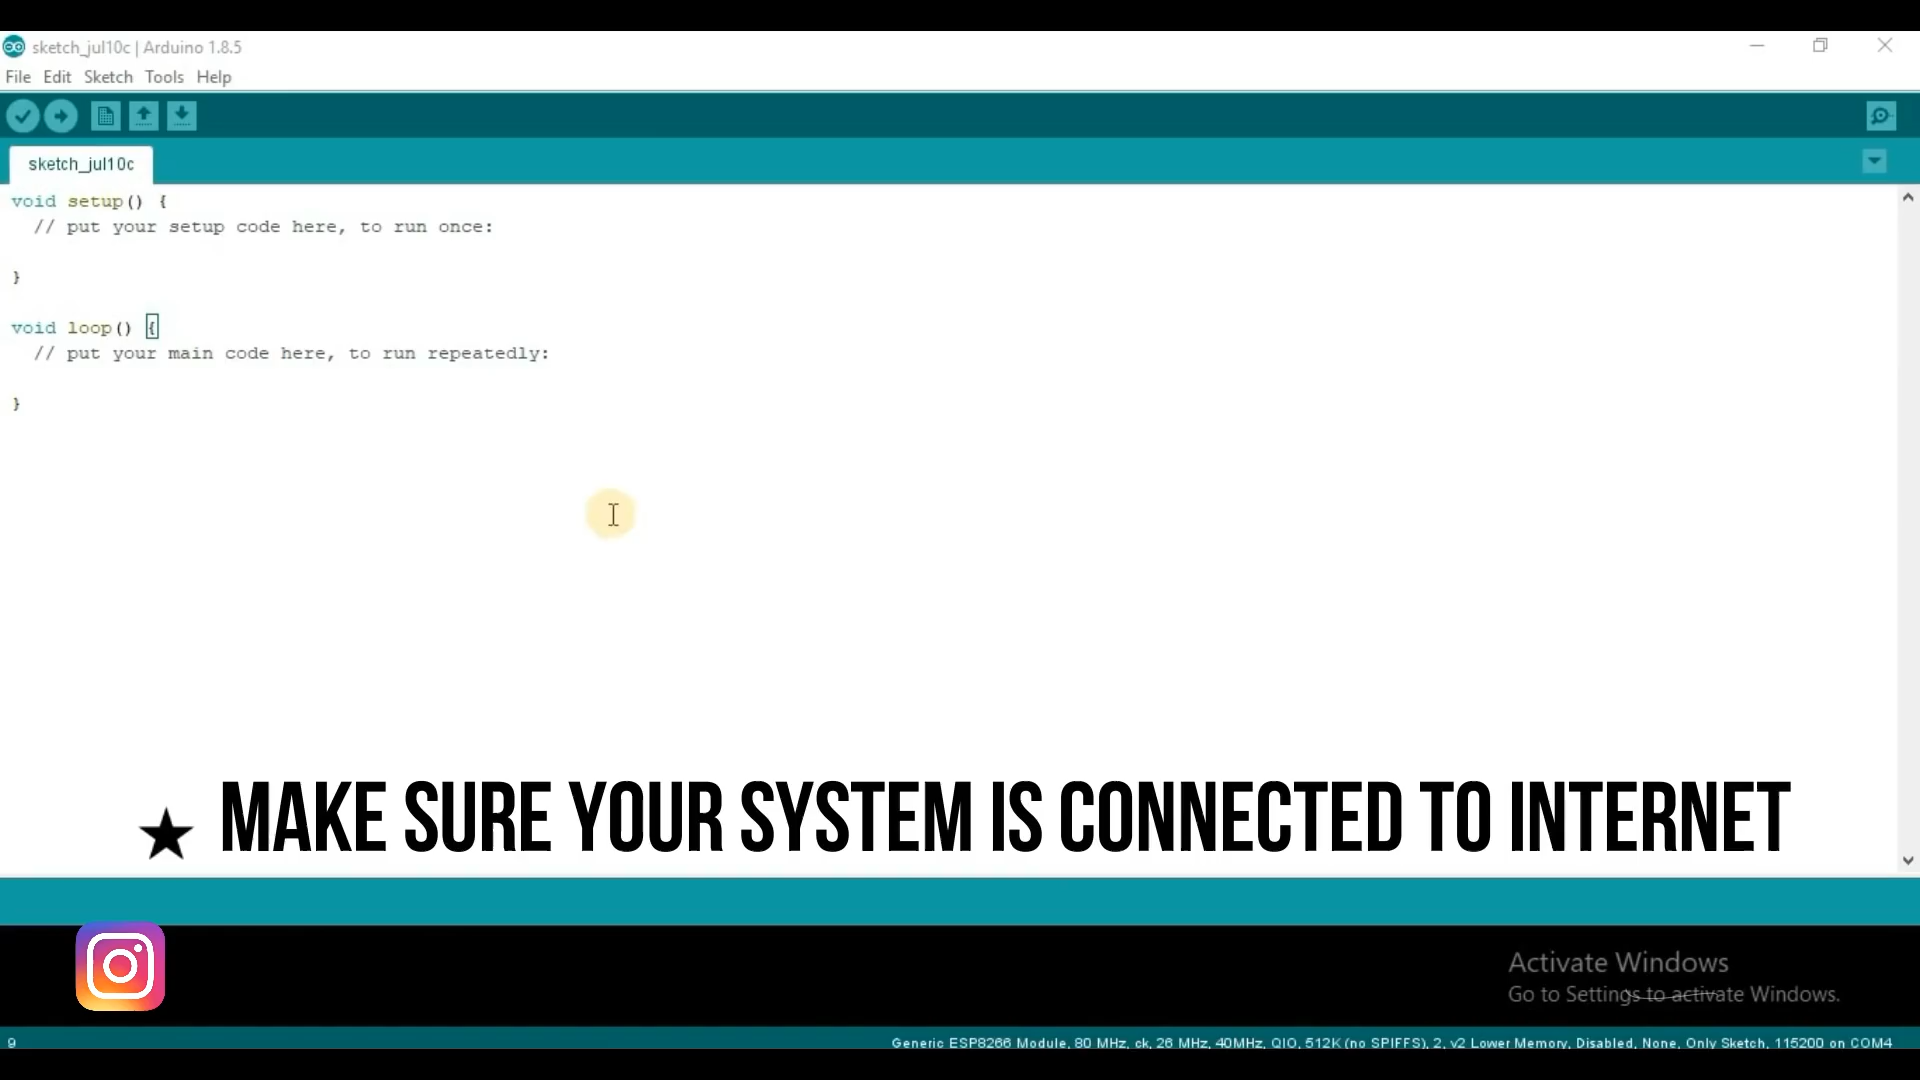 sketch_jul10c | Arduino 1.8.5
File Edit Sketch Tools Help
sketch_jul10c
void setup() {
// put your setup code here, to run once:
}
void loop() {
// put your main code here, to run repeatedly:
}
★ MAKE SURE YOUR SYSTEM IS CONNECTED TO INTERNET
Activate Windows
Go to Settings to activate Windows.
9
Generic ESP8266 Module, 80 MHz, ck, 26 MHz, 40MHz, QIO, 512K (no SPIFFS), 2, v2 Lower Memory, Disabled, None, Only Sketch, 115200 on COM4